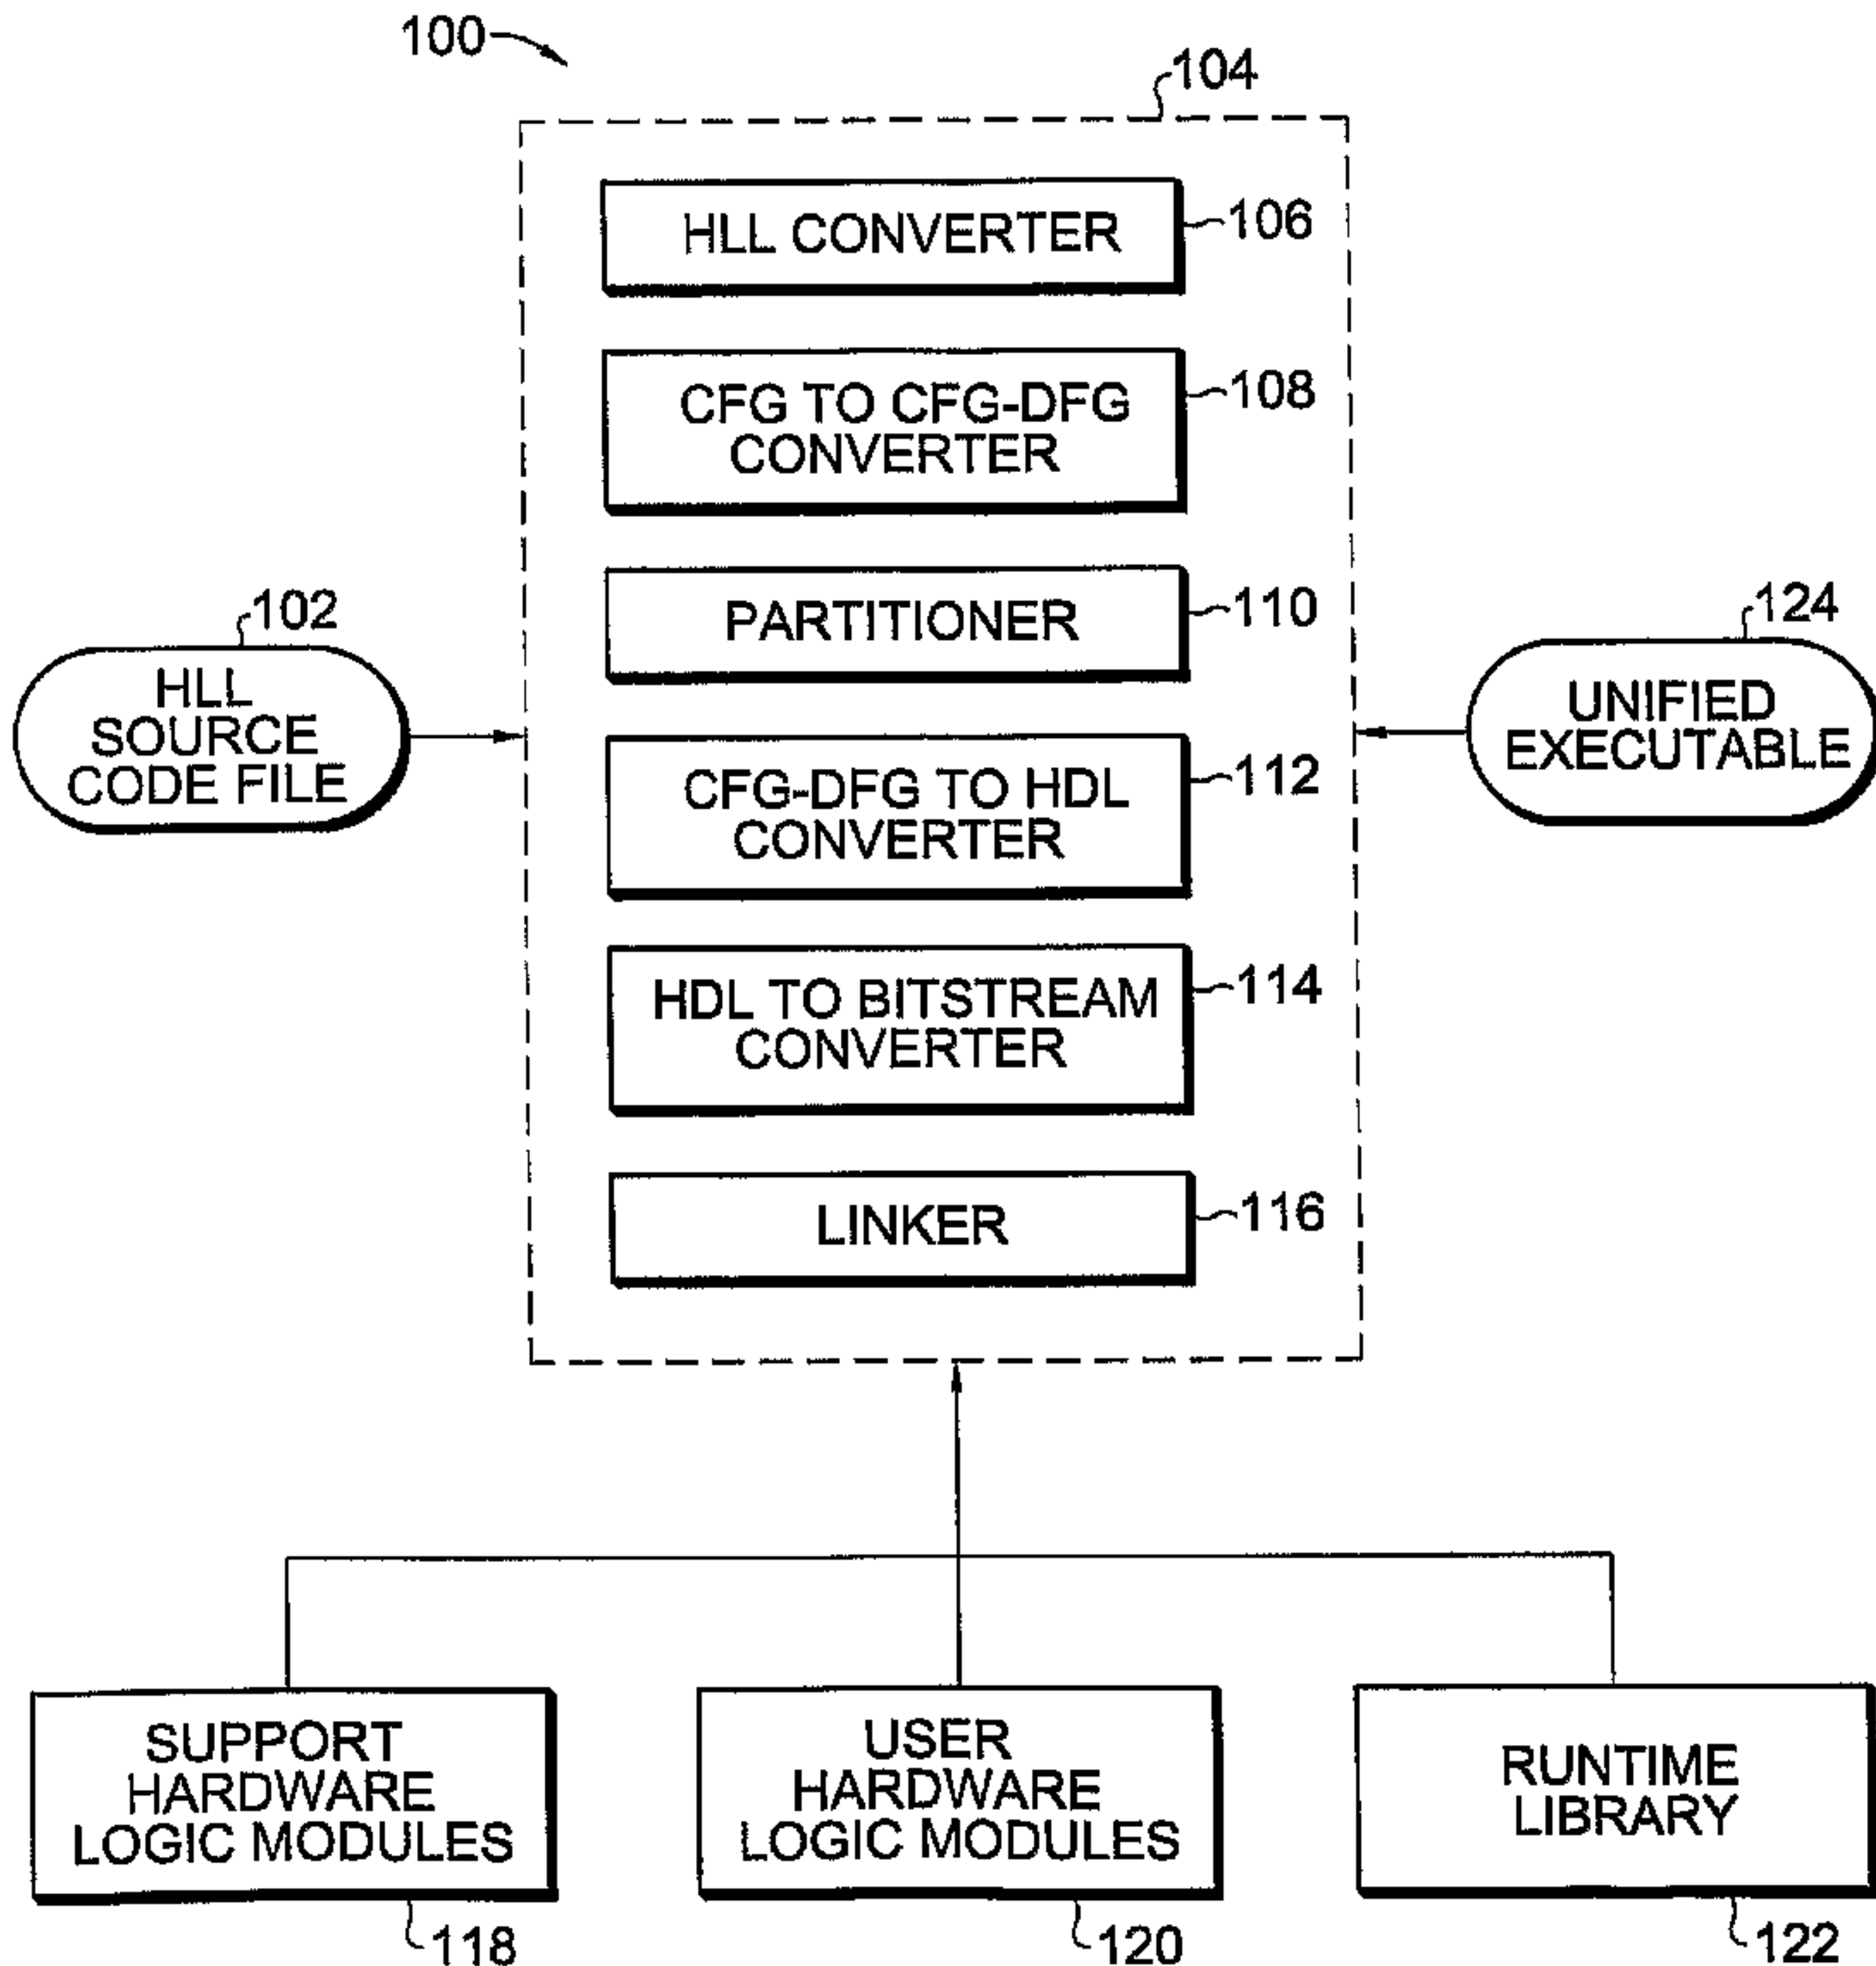 100
104
HLL CONVERTER
106
CFG TO CFG-DFG
CONVERTER
108
PARTITIONER
110
102
HLL
SOURCE
CODE FILE
124
UNIFIED
EXECUTABLE
CFG-DFG TO HDL
CONVERTER
112
HDL TO BITSTREAM
CONVERTER
114
LINKER
116
SUPPORT
HARDWARE
LOGIC MODULES
118
USER
HARDWARE
LOGIC MODULES
120
RUNTIME
LIBRARY
122